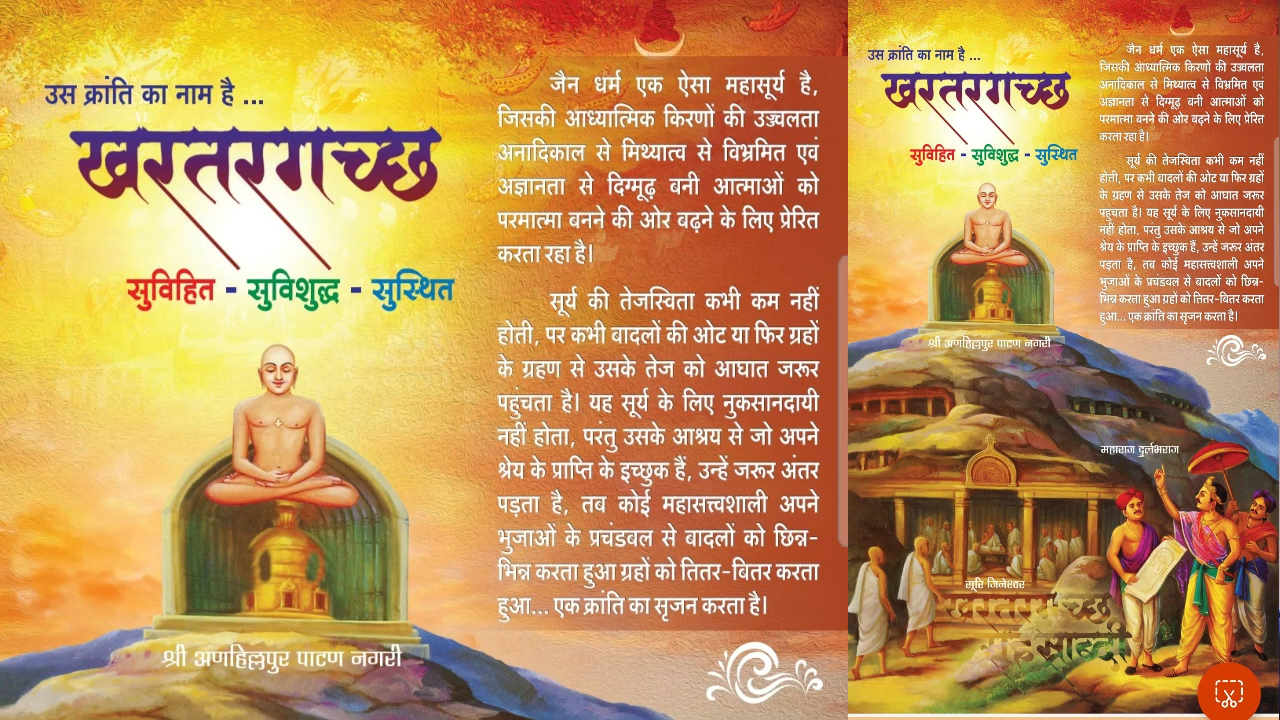 उस क्रांति का नाम है ...
खरतरगच्छ
सुविहित - सुविशुद्ध - सुस्थित
श्री अणहिल्लपुर पाटण नगरी
जैन धर्म एक ऐसा महासूर्य है,
जिसकी आध्यात्मिक किरणों की उज्ज्वलता
अनादिकाल से मिथ्यात्व से विभ्रमित एवं
अज्ञानता से दिग्मूढ़ बनी आत्माओं को
परमात्मा बनने की ओर बढ़ने के लिए प्रेरित
करता रहा है।
सूर्य की तेजस्विता कभी कम नहीं
होती, पर कभी बादलों की ओट या फिर ग्रहों
के ग्रहण से उसके तेज को आघात जरूर
पहुंचता है। यह सूर्य के लिए नुकसानदायी
नहीं होता, परंतु उसके आश्रय से जो अपने
श्रेय के प्राप्ति के इच्छुक हैं, उन्हें जरूर अंतर
पड़ता है, तब कोई महासत्त्वशाली अपने
भुजाओं के प्रचंडबल से बादलों को छिन्न-
भिन्न करता हुआ ग्रहों को तितर-बितर करता
हुआ... एक क्रांति का सृजन करता है।
उस क्रांति का नाम है ...
खरतरगच्छ
सुविहित - सुविशुद्ध - सुस्थित
श्री अणहिल्लपुर पाटण नगरी
जैन धर्म एक ऐसा महासूर्य है,
जिसकी आध्यात्मिक किरणों की उज्ज्वलता
अनादिकाल से मिथ्यात्व से विभ्रमित एवं
अज्ञानता से दिग्मूढ़ बनी आत्माओं को
परमात्मा बनने की ओर बढ़ने के लिए प्रेरित
करता रहा है।
सूर्य की तेजस्विता कभी कम नहीं
होती, पर कभी बादलों की ओट या फिर ग्रहों
के ग्रहण से उसके तेज को आघात जरूर
पहुंचता है। यह सूर्य के लिए नुकसानदायी
नहीं होता, परंतु उसके आश्रय से जो अपने
श्रेय के प्राप्ति के इच्छुक हैं, उन्हें जरूर अंतर
पड़ता है, तब कोई महासत्त्वशाली अपने
भुजाओं के प्रचंडबल से बादलों को छिन्न-
भिन्न करता हुआ ग्रहों को तितर-बितर करता
हुआ... एक क्रांति का सृजन करता है।
महाराज दुर्लभराज
सूरि जिनेश्वर
खरतरगच्छ
सहस्राब्दी